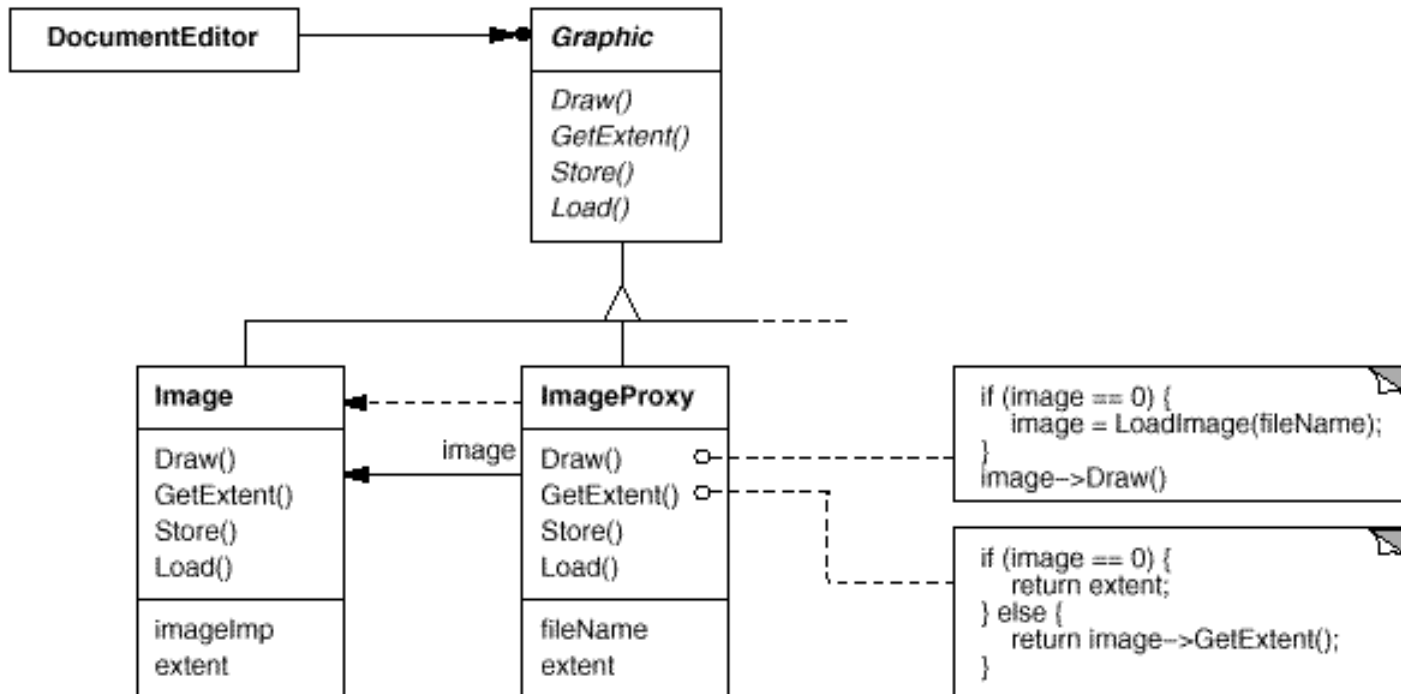 DocumentEditor
Graphic
Draw()
GetExtent()
Store()
Load()
Image
Draw()
GetExtent()
Store()
Load()
imageImp
extent
image
ImageProxy
Draw()
GetExtent()
Store()
Load()
fileName
extent
if (image == 0) {
image = LoadImage(fileName);
}
image->Draw()
if (image == 0) {
return extent;
} else {
return image->GetExtent();
}